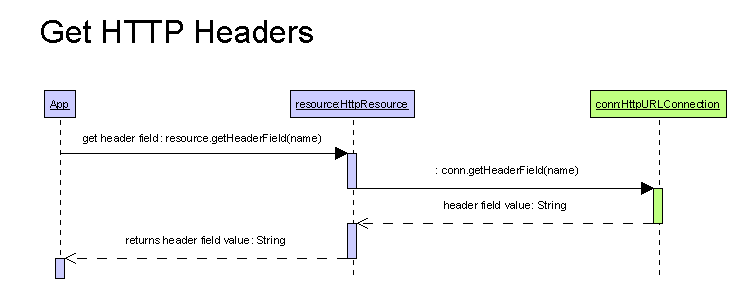 Get HTTP Headers
App
resource:HttpResource
conn:HttpURLConnection
get header field: resource.getHeaderField(name)
: conn.getHeaderField(name)
header field value: String
returns header field value: String